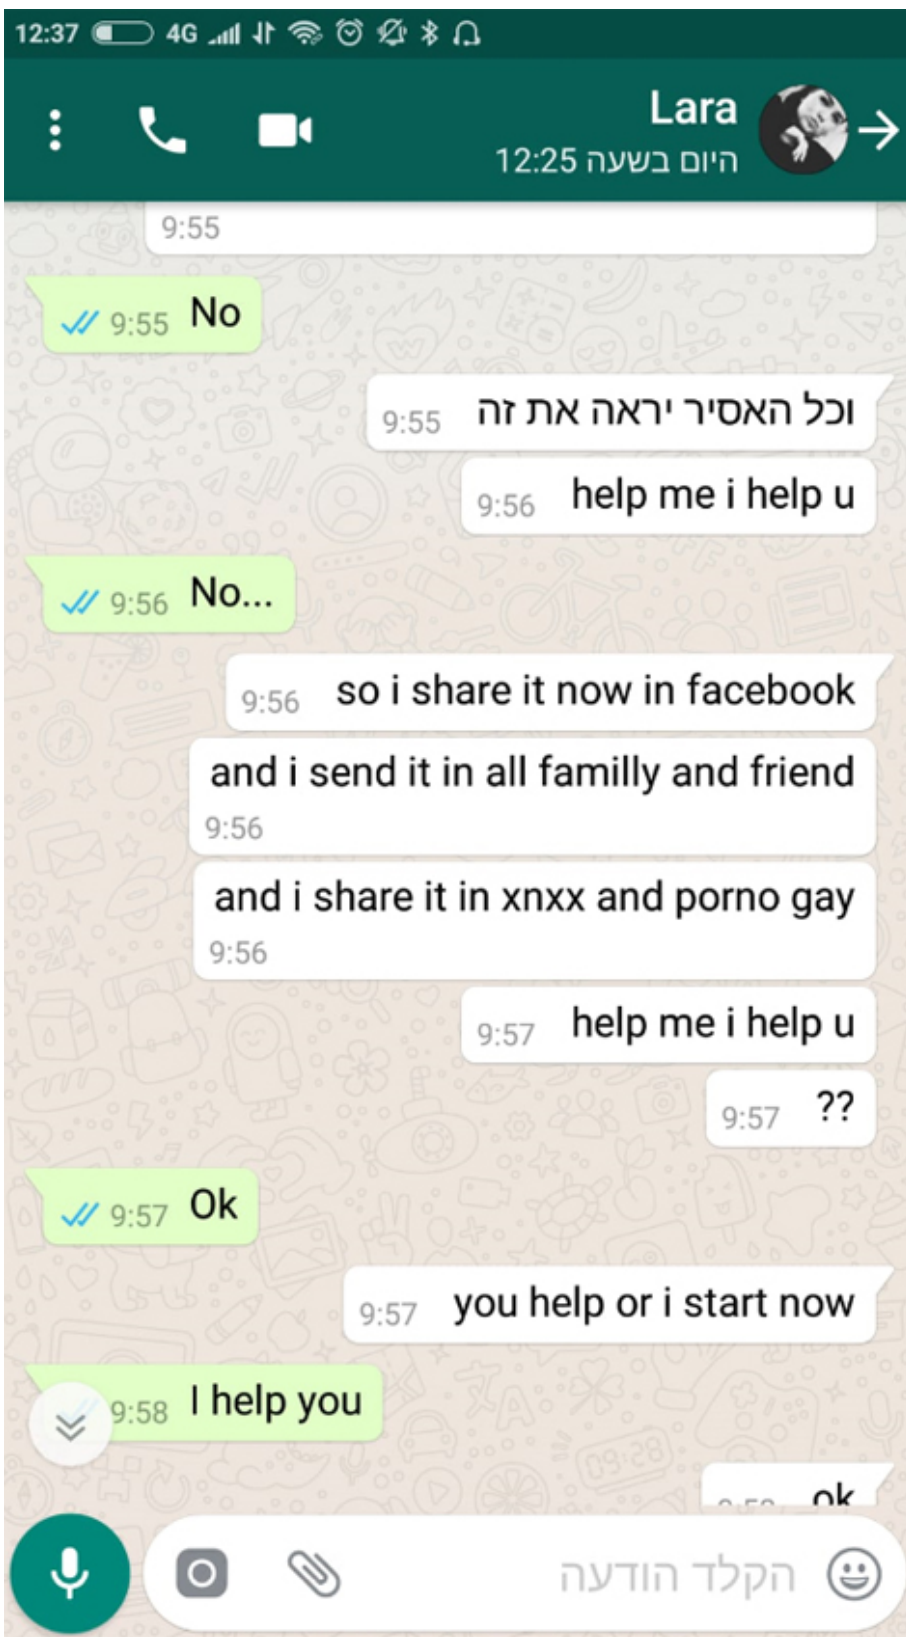 12:37 4G
Lara
היום בשעה 12:25
9:55
No 9:55
וכל האסיר יראה את זה 9:55
help me i help u 9:56
No... 9:56
so i share it now in facebook 9:56
and i send it in all familly and friend
9:56
and i share it in xnxx and porno gay
9:56
help me i help u 9:57
?? 9:57
Ok 9:57
you help or i start now 9:57
I help you 9:58
ok
הקלד הודעה